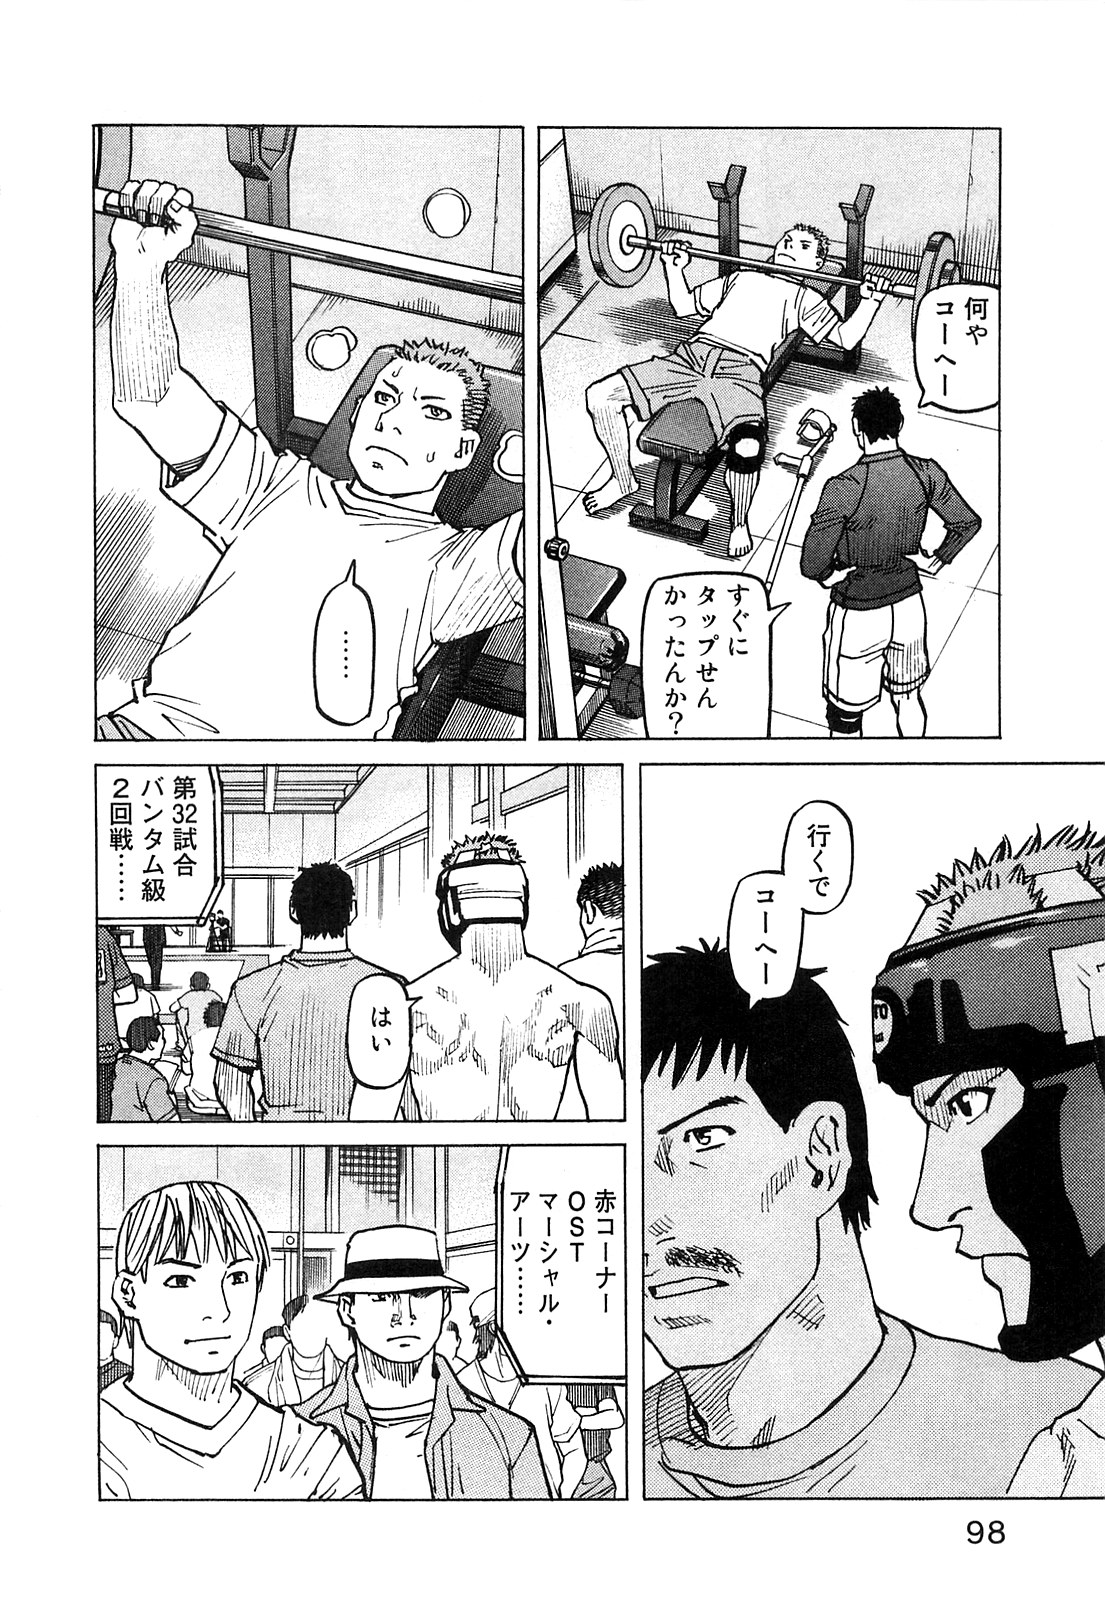 何や
コーヘー
すぐに
タップせん
かったんか？
……
行くで
コーヘー
第32試合
バンタム級
2回戦……
はい
赤コーナー
OST
マーシャル・
アーツ……
98